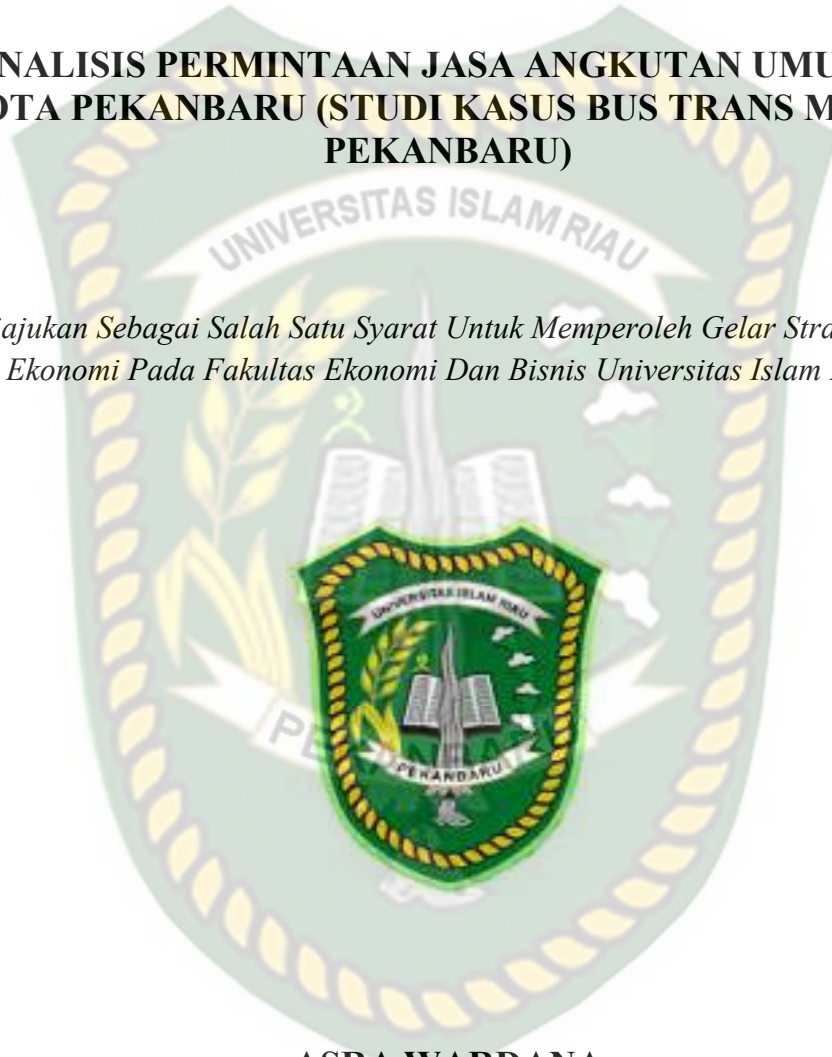 NALISIS PERMINTAAN JASA ANGKUTAN UMU
OTA PEKANBARU (STUDI KASUS BUS TRANS M
PEKANBARU)
UNIVERSITAS ISLAM RIAU
ajukan Sebagai Salah Satu Syarat Untuk Memperoleh Gelar Stra
Ekonomi Pada Fakultas Ekonomi Dan Bisnis Universitas Islam
UNIVERSITAS ISLAM RIAU
PEKANBARU
PEKANBARU
ASRA WARDANA